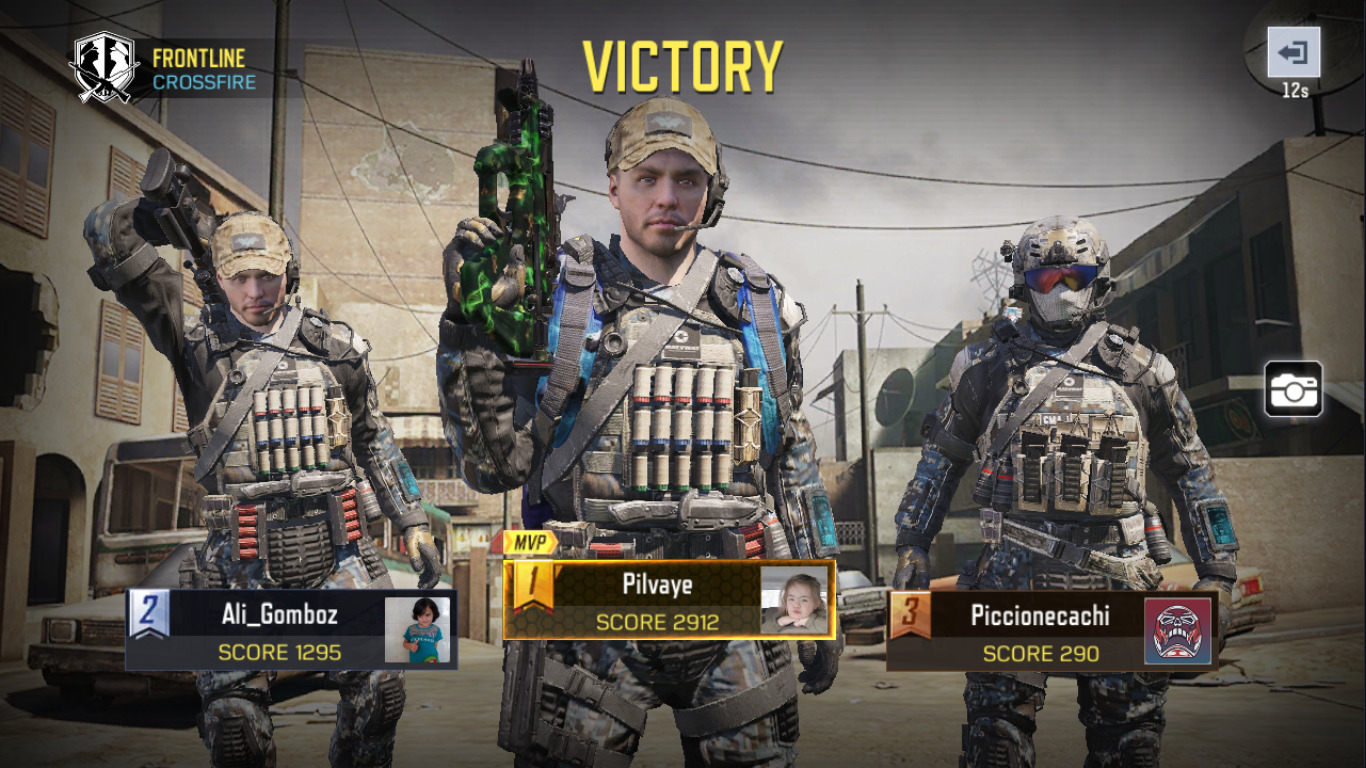 FRONTLINE
CROSSFIRE
VICTORY
12s
MVP
1
Pilvaye
SCORE 2912
2
Ali_Gomboz
SCORE 1295
3
Piccionecachi
SCORE 290